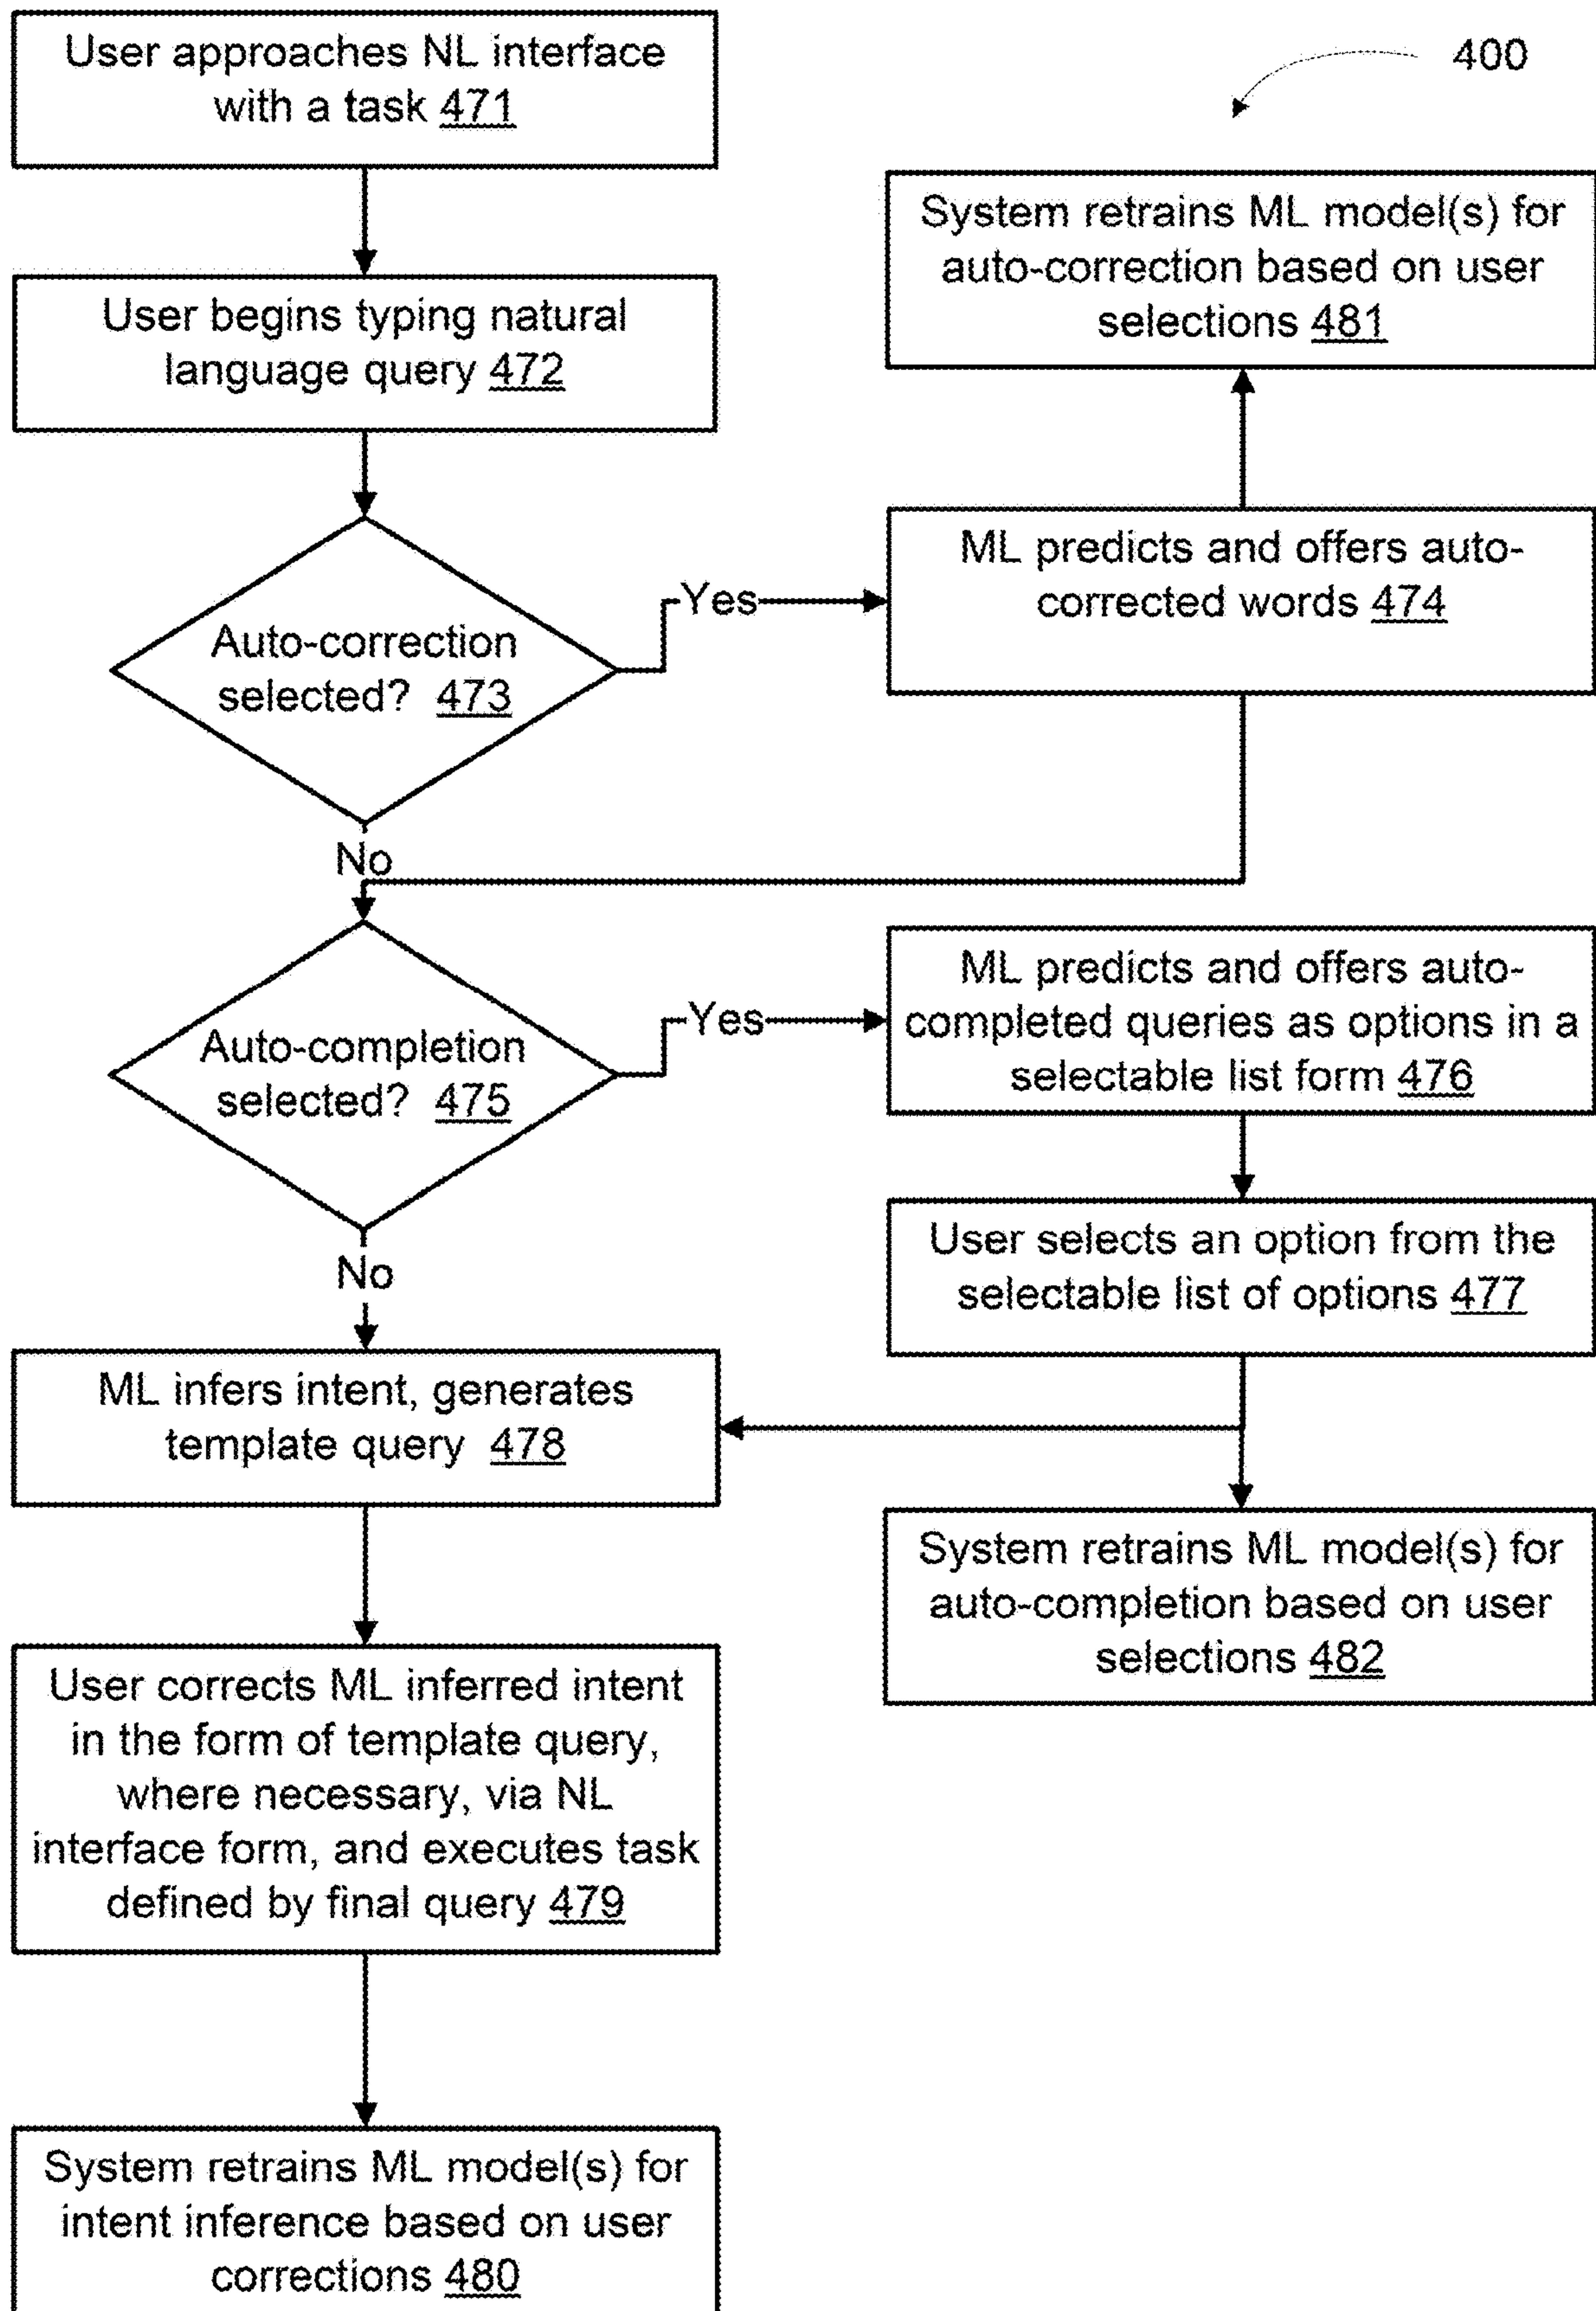 User approaches NL interface
with a task 471
400
User begins typing natural
language query 472
System retrains ML model(s) for
auto-correction based on user
selections 481
Auto-correction
selected? 473
Yes
ML predicts and offers auto-
corrected words 474
No
Auto-completion
selected? 475
Yes
ML predicts and offers auto-
completed queries as options in a
selectable list form 476
No
User selects an option from the
selectable list of options 477
ML infers intent, generates
template query 478
System retrains ML model(s) for
auto-completion based on user
selections 482
User corrects ML inferred intent
in the form of template query,
where necessary, via NL
interface form, and executes task
defined by final query 479
System retrains ML model(s) for
intent inference based on user
corrections 480